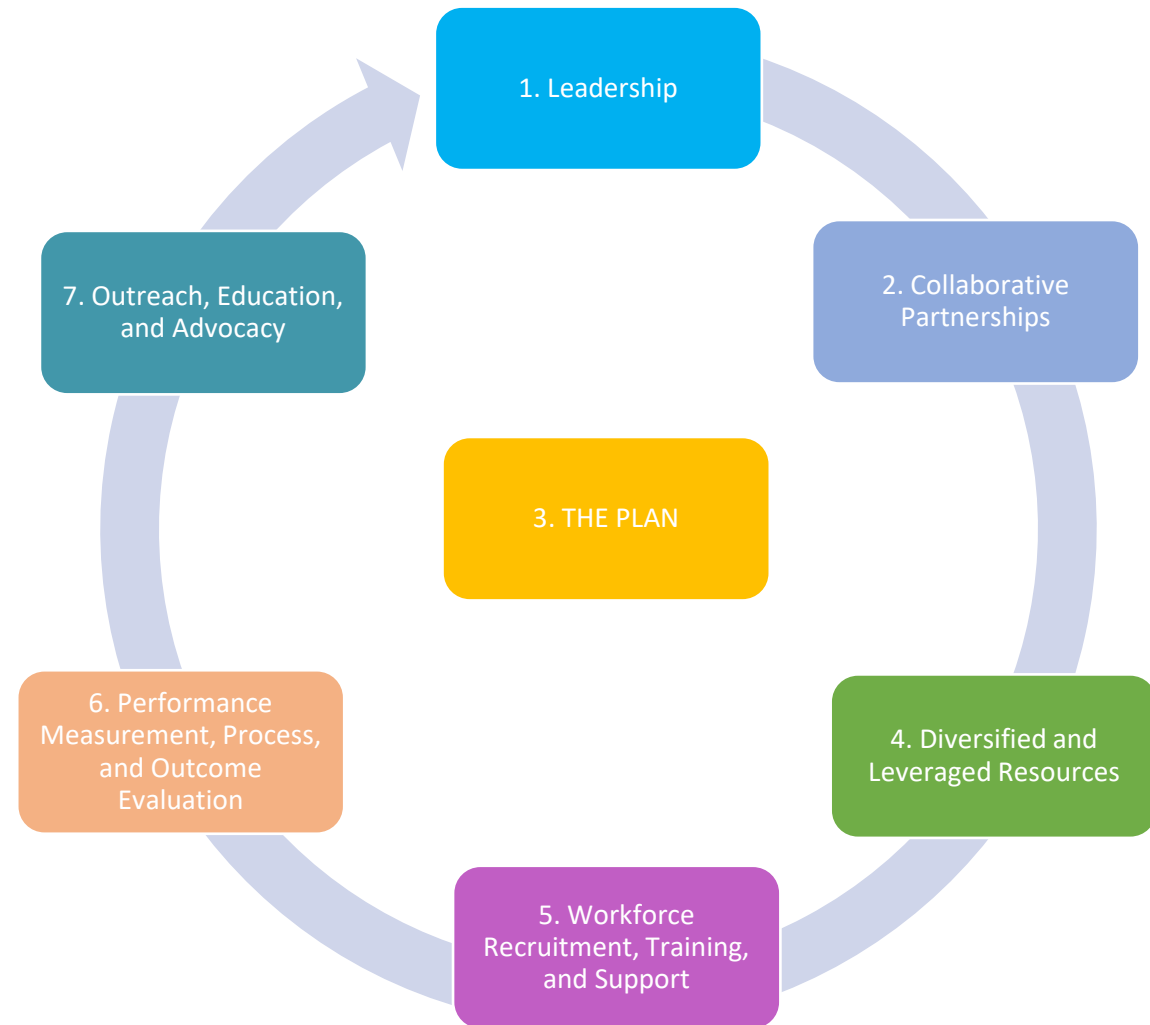 1. Leadership
2. Collaborative
Partnerships
3. THE PLAN
4. Diversified and
Leveraged Resources
5. Workforce
Recruitment, Training,
and Support
6. Performance
Measurement, Process,
and Outcome
Evaluation
7. Outreach, Education,
and Advocacy